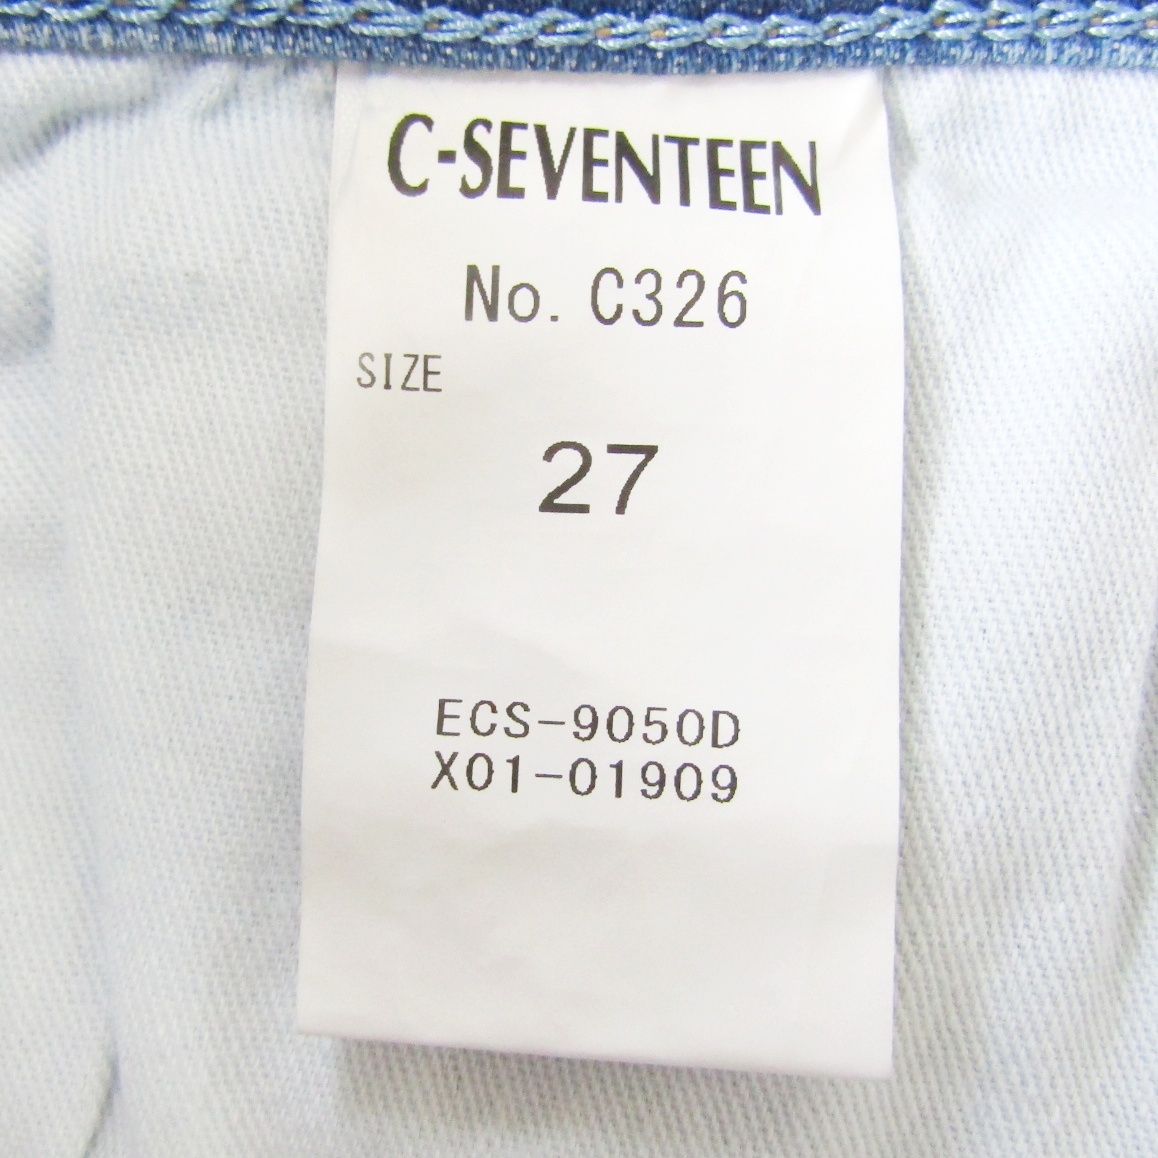 C-SEVENTEEN
No. C326
SIZE
27
ECS-9050D
X01-01909